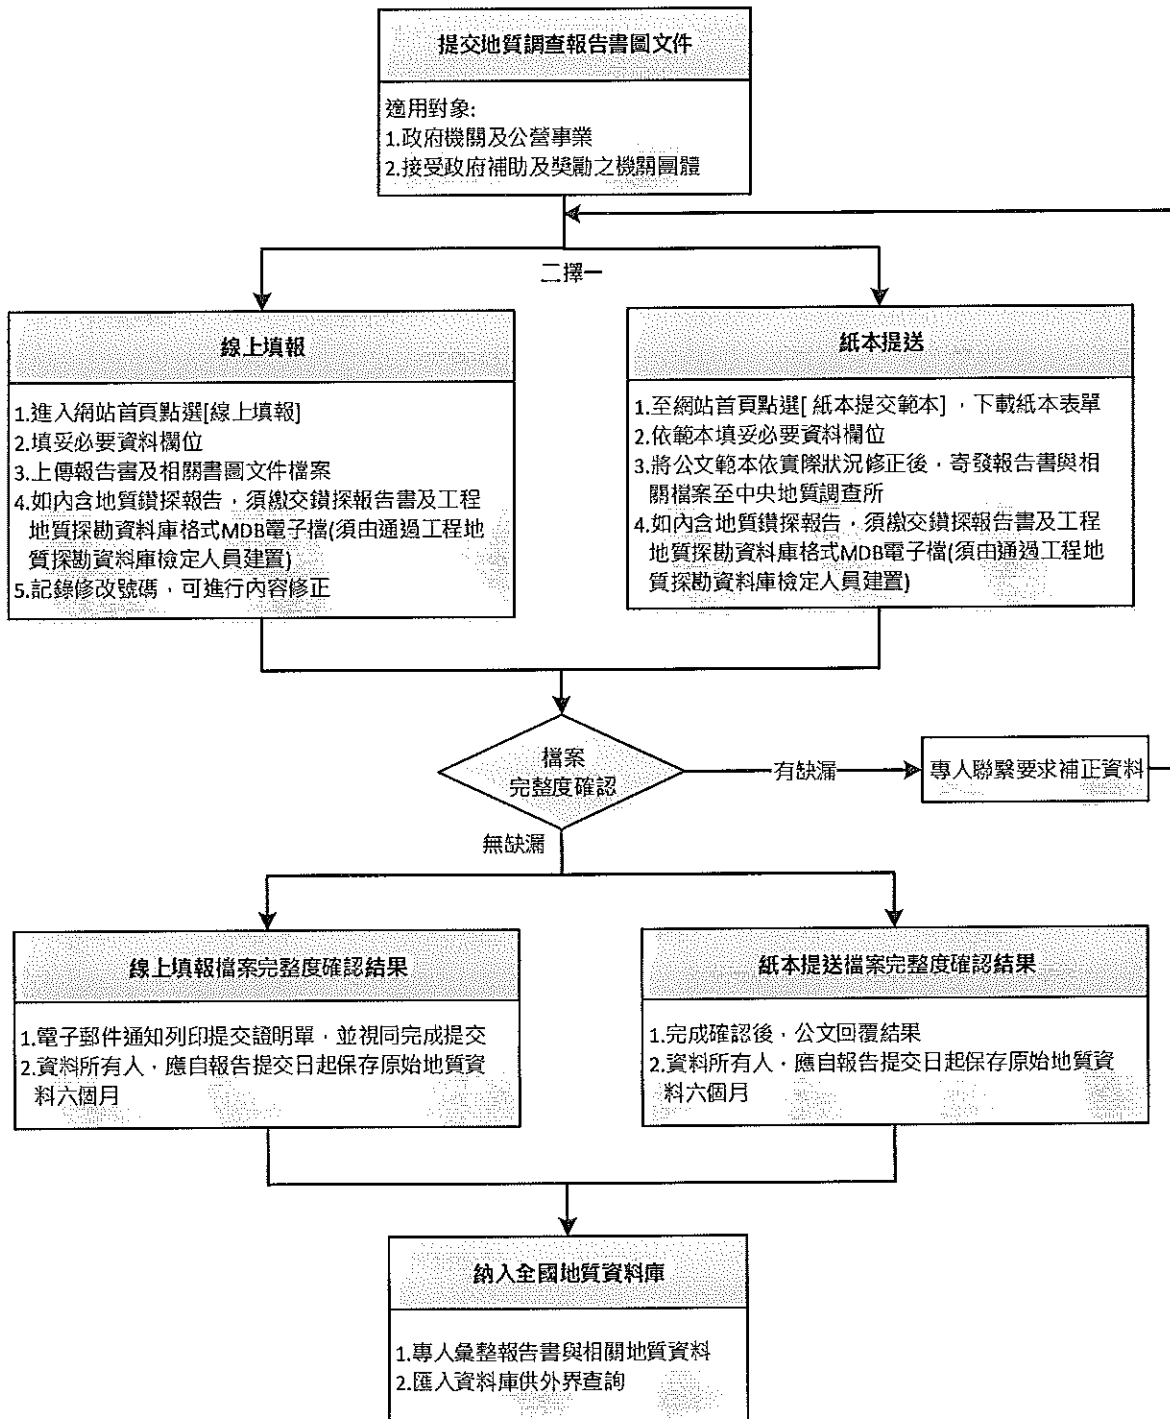 提交地質調查報告書圖文件
適用對象:
1.政府機關及公營事業
2.接受政府補助及獎勵之機關團體
二擇一
線上填報
1.進入網站首頁點選[線上填報]
2.填妥必要資料欄位
3.上傳報告書及相關書圖文件檔案
4.如內含地質鑽探報告，須繳交鑽探報告書及工程
地質探勘資料庫格式MDB電子檔(須由通過工程地
質探勘資料庫檢定人員建置)
5.記錄修改號碼，可進行內容修正
紙本提送
1.至網站首頁點選[ 紙本提交範本] ，下載紙本表單
2.依範本填妥必要資料欄位
3.將公文範本依實際狀況修正後，寄發報告書與相
關檔案至中央地質調查所
4.如內含地質鑽探報告，須繳交鑽探報告書及工程
地質探勘資料庫格式MDB電子檔(須由通過工程地
質探勘資料庫檢定人員建置)
檔案
完整度確認
有缺漏
專人聯繫要求補正資料
無缺漏
線上填報檔案完整度確認結果
1.電子郵件通知列印提交證明單，並視同完成提交
2.資料所有人，應自報告提交日起保存原始地質資
料六個月
紙本提送檔案完整度確認結果
1.完成確認後，公文回覆結果
2.資料所有人，應自報告提交日起保存原始地質資
料六個月
納入全國地質資料庫
1.專人彙整報告書與相關地質資料
2.匯入資料庫供外界查詢